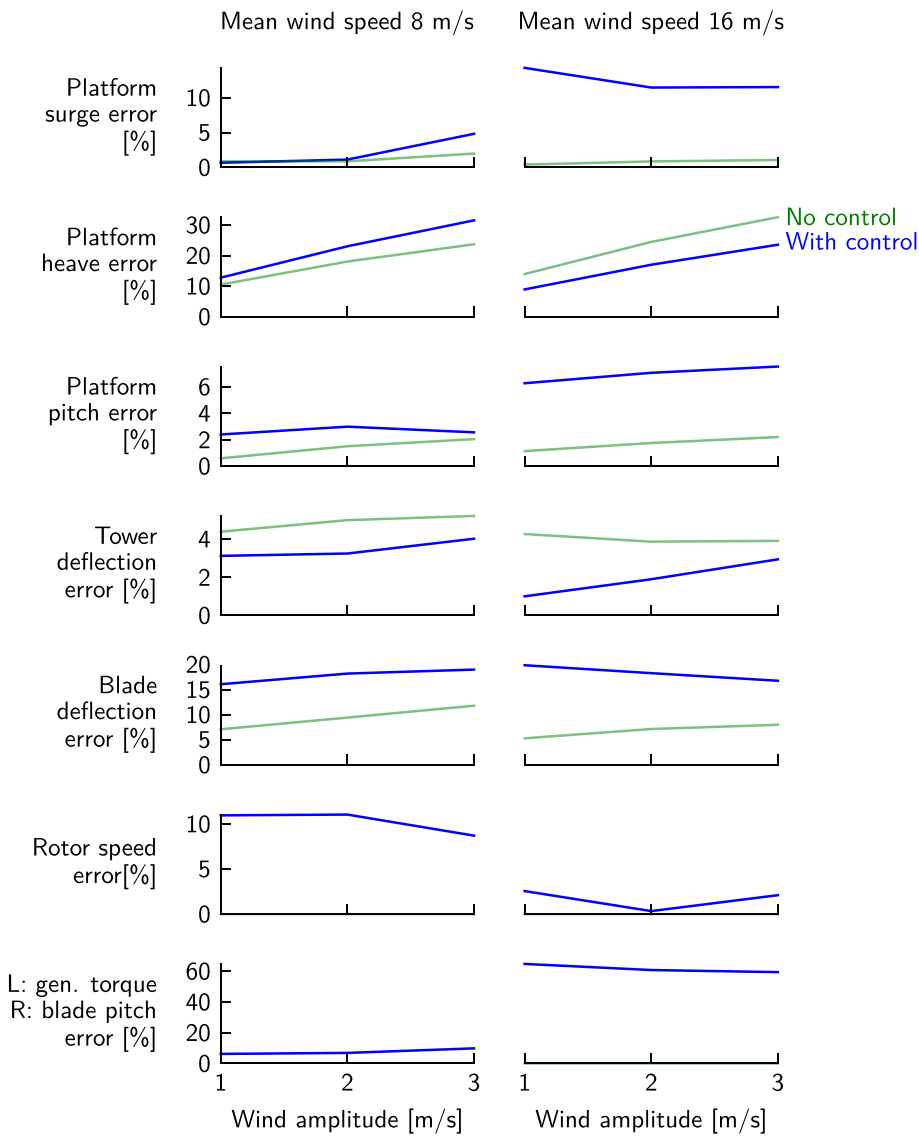 Mean wind speed 8 m/s
Mean wind speed 16 m/s
Platform
surge error
[%]
10
5
0
Platform
heave error
[%]
30
20
10
0
No control
With control
Platform
pitch error
[%]
6
4
2
0
Tower
deflection
error [%]
4
2
0
Blade
deflection
error [%]
20
15
10
5
0
Rotor speed
error[%]
10
5
0
L: gen. torque
R: blade pitch
error [%]
60
40
20
0
1 2 3
1 2 3
Wind amplitude [m/s]
Wind amplitude [m/s]